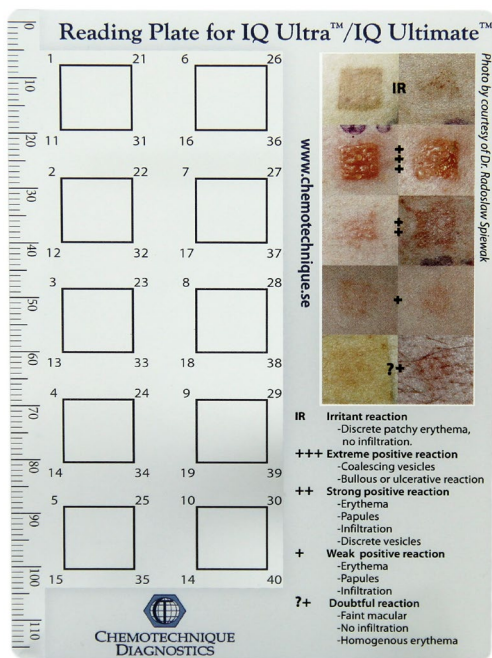 Reading Plate for IQ Ultra™/IQ Ultimate™
0
10
20
30
40
50
60
70
80
90
100
110
1 21 6 26
11 31 16 36
2 22 7 27
12 32 17 37
3 23 8 28
13 33 18 38
4 24 9 29
14 34 19 39
5 25 10 30
15 35 14 40
CHEMOTECHNIQUE
DIAGNOSTICS
www.chemotechnique.se
Photo by courtesy of Dr. Radoslaw Spiewak
IR
+++
++
+
?+
IR Irritant reaction
-Discrete patchy erythema,
no infiltration.
+++ Extreme positive reaction
-Coalescing vesicles
-Bullous or ulcerative reaction
++ Strong positive reaction
-Erythema
-Papules
-Infiltration
-Discrete vesicles
+ Weak positive reaction
-Erythema
-Papules
-Infiltration
?+ Doubtful reaction
-Faint macular
-No infiltration
-Homogenous erythema